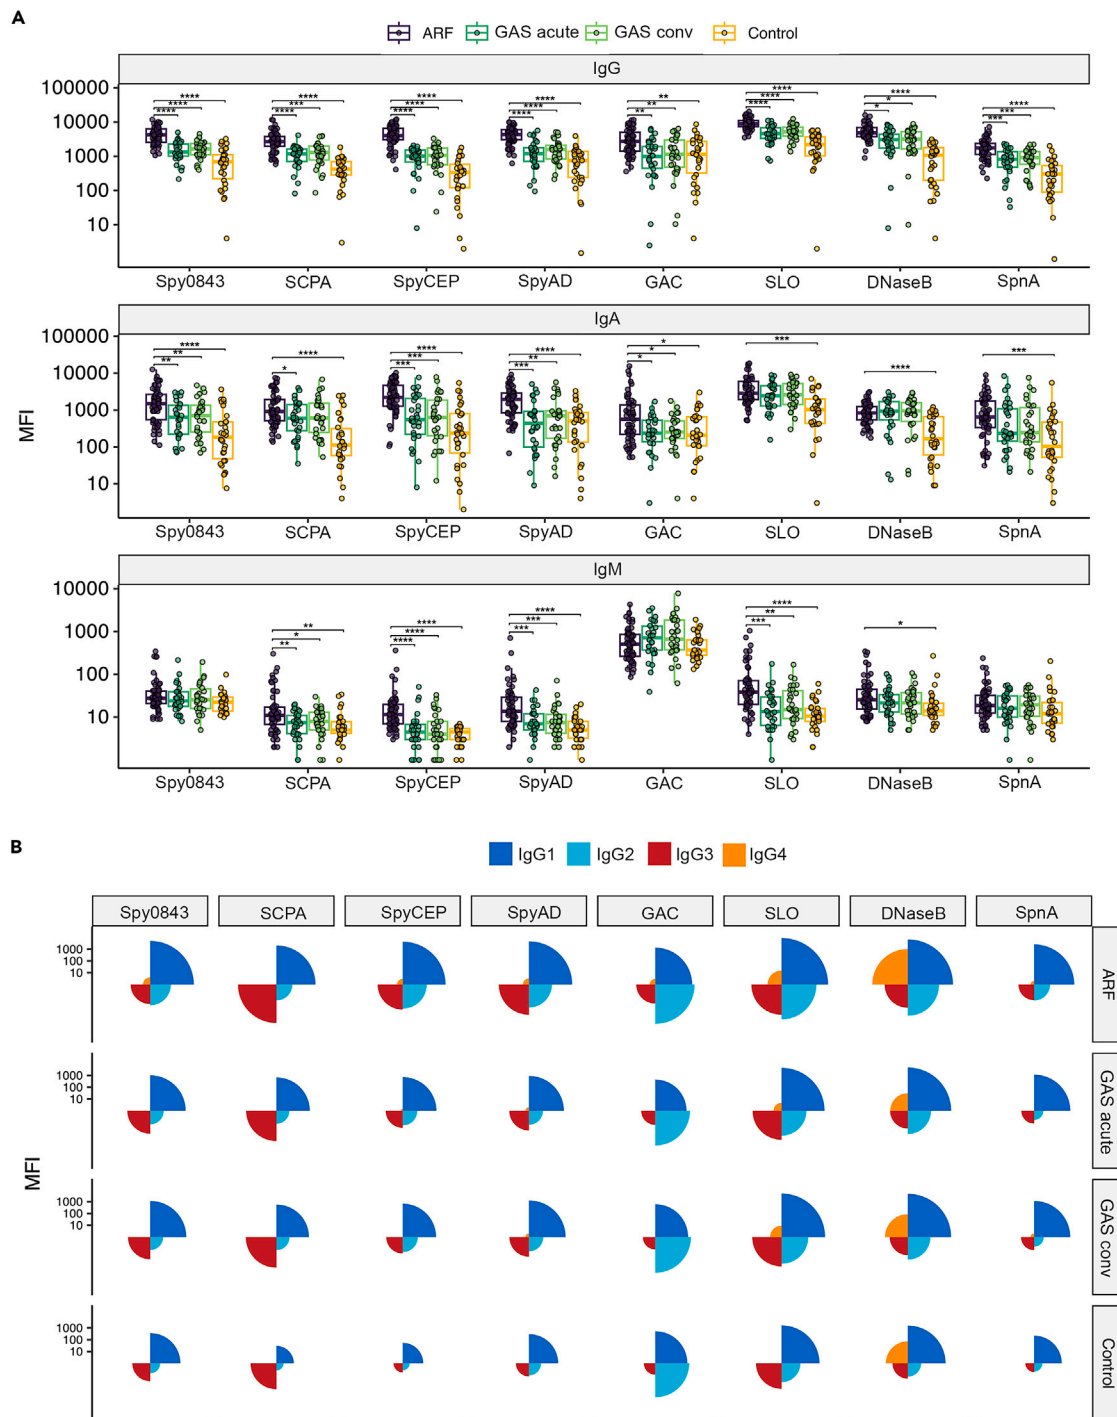 A
ARF GAS acute GAS conv Control
IgG
100000
10000
1000
100
10
**** **** **** **** ** **** **** ****
**** *** **** **** ** **** * ***
**** **** **** **** ** **** * ***
Spy0843 SCPA SpyCEP SpyAD GAC SLO DNaseB SpnA
IgA
100000
10000
1000
100
10
**** **** **** **** * *** **** ***
** *** ** *
** * *** *** *
Spy0843 SCPA SpyCEP SpyAD GAC SLO DNaseB SpnA
IgM
10000
1000
100
10
** **** **** **** *
* **** *** **
** **** *** ***
Spy0843 SCPA SpyCEP SpyAD GAC SLO DNaseB SpnA
MFI
B
IgG1 IgG2 IgG3 IgG4
Spy0843 SCPA SpyCEP SpyAD GAC SLO DNaseB SpnA
1000
100
10
ARF
1000
100
10
GAS acute
1000
100
10
GAS conv
1000
100
10
Control
MFI